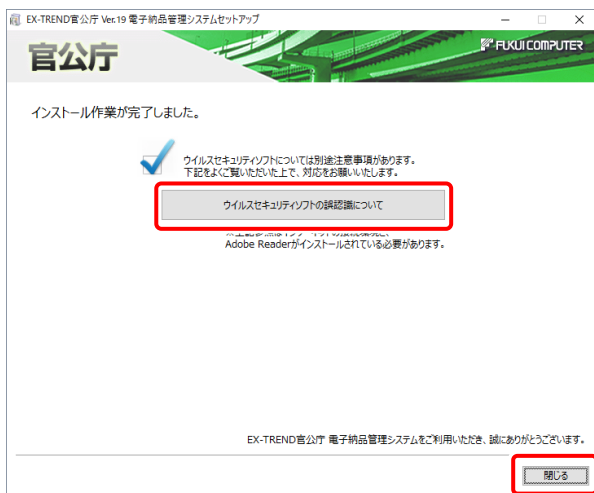 EX-TREND官公庁 Ver.19 電子納品管理システムセットアップ
官公庁
FUKUI COMPUTER
インストール作業が完了しました。
ウイルスセキュリティソフトについては別途注意事項があります。
下記をよくご覧いただいた上で、対応をお願いいたします。
ウイルスセキュリティソフトの誤認識について
Adobe Readerがインストールされている必要があります。
EX-TREND官公庁 電子納品管理システムをご利用いただき、誠にありがとうございます。
閉じる